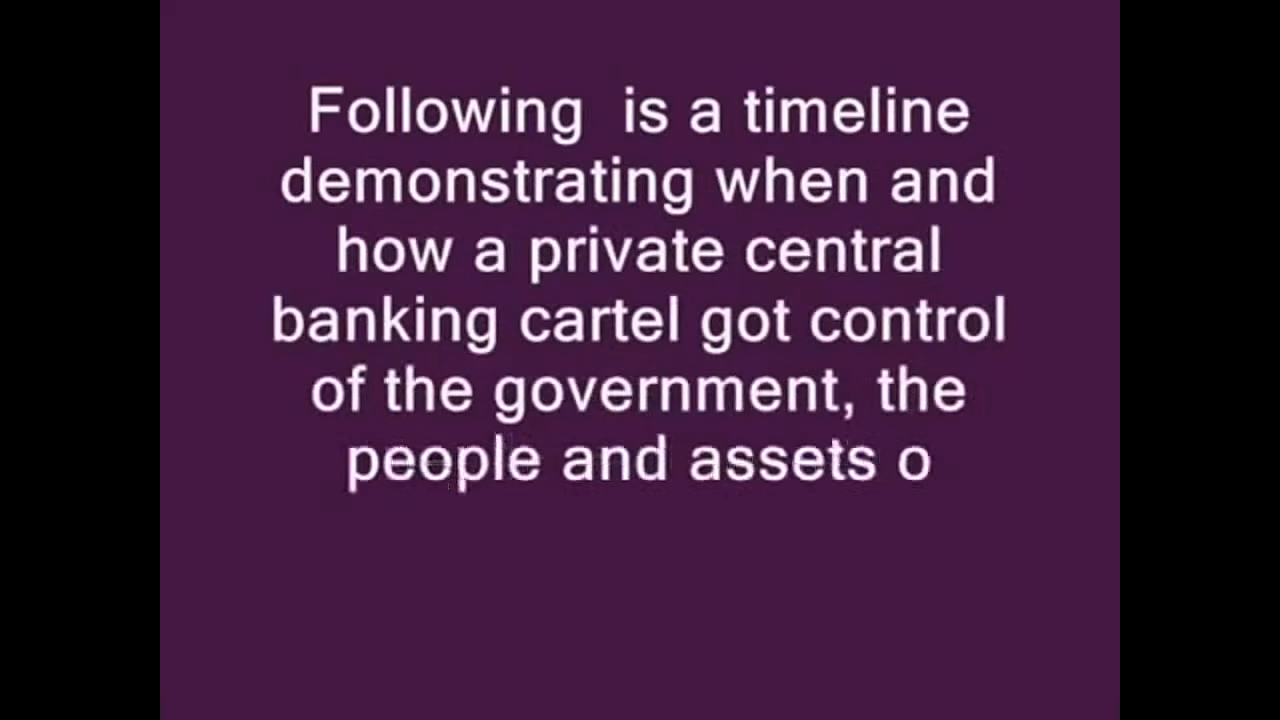 Following  is a timeline
demonstrating when and
how a private central
banking cartel got control
of the government, the
people and assets o